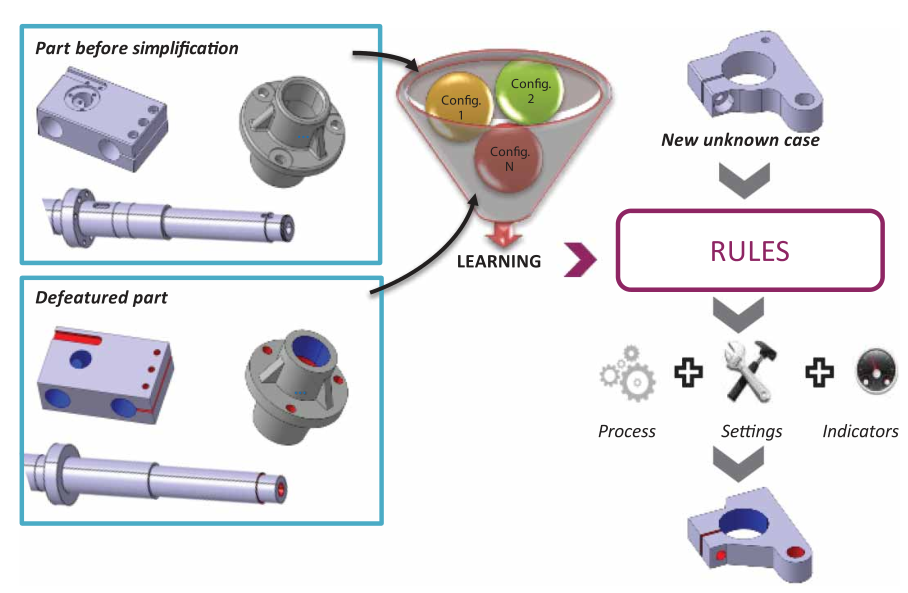 Part before simplification
Config.
1
Config.
2
Config.
N
LEARNING
Defeatured part
New unknown case
RULES
Process
Settings
Indicators